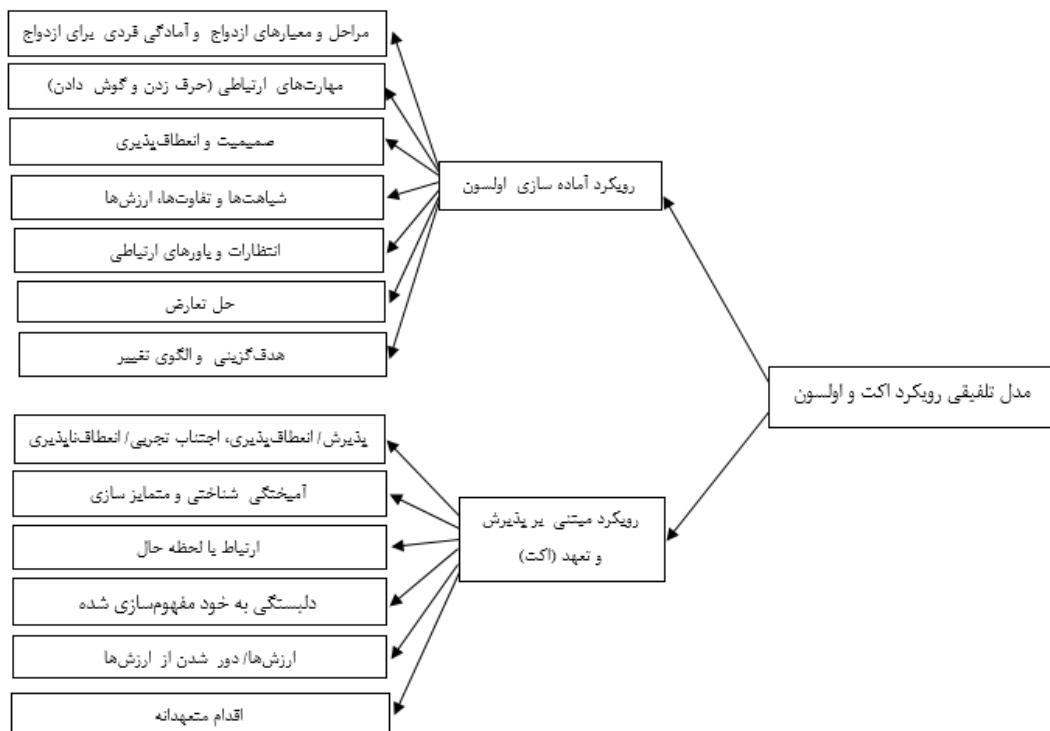 مدل تلفیقی رویکرد اکت و اولسون
رویکرد آماده سازی اولسون
مراحل و معیارهای ازدواج و آمادگی فردی برای ازدواج
مهارت‌های ارتباطی (حرف زدن و گوش دادن)
صمیمیت و انعطاف‌پذیری
شباهت‌ها و تفاوت‌ها، ارزش‌ها
انتظارات و باورهای ارتباطی
حل تعارض
هدف‌گزینی و الگوی تغییر
رویکرد مبتنی بر پذیرش
و تعهد (اکت)
پذیرش/ انعطاف‌پذیری، اجتناب تجربی/ انعطاف‌ناپذیری
آمیختگی شناختی و متمایز سازی
ارتباط با لحظه حال
دلبستگی به خود مفهوم‌سازی شده
ارزش‌ها/ دور شدن از ارزش‌ها
اقدام متعهدانه